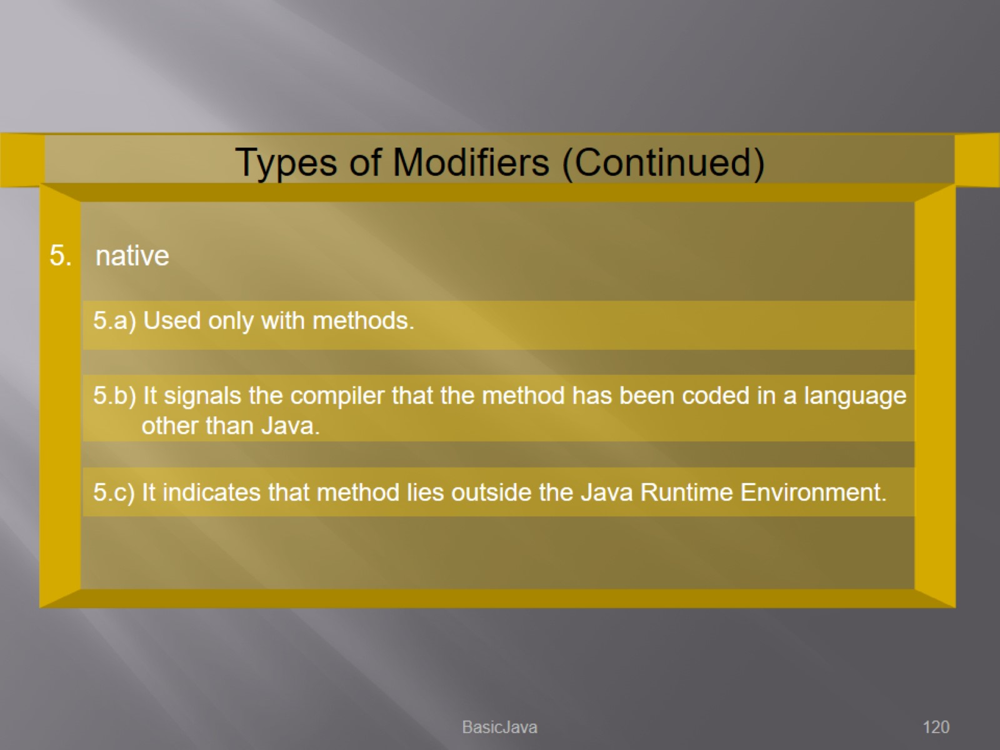 Types of Modifiers (Continued)
5. native
5.a) Used only with methods.
5.b) It signals the compiler that the method has been coded in a language
other than Java.
5.c) It indicates that method lies outside the Java Runtime Environment.
BasicJava
120